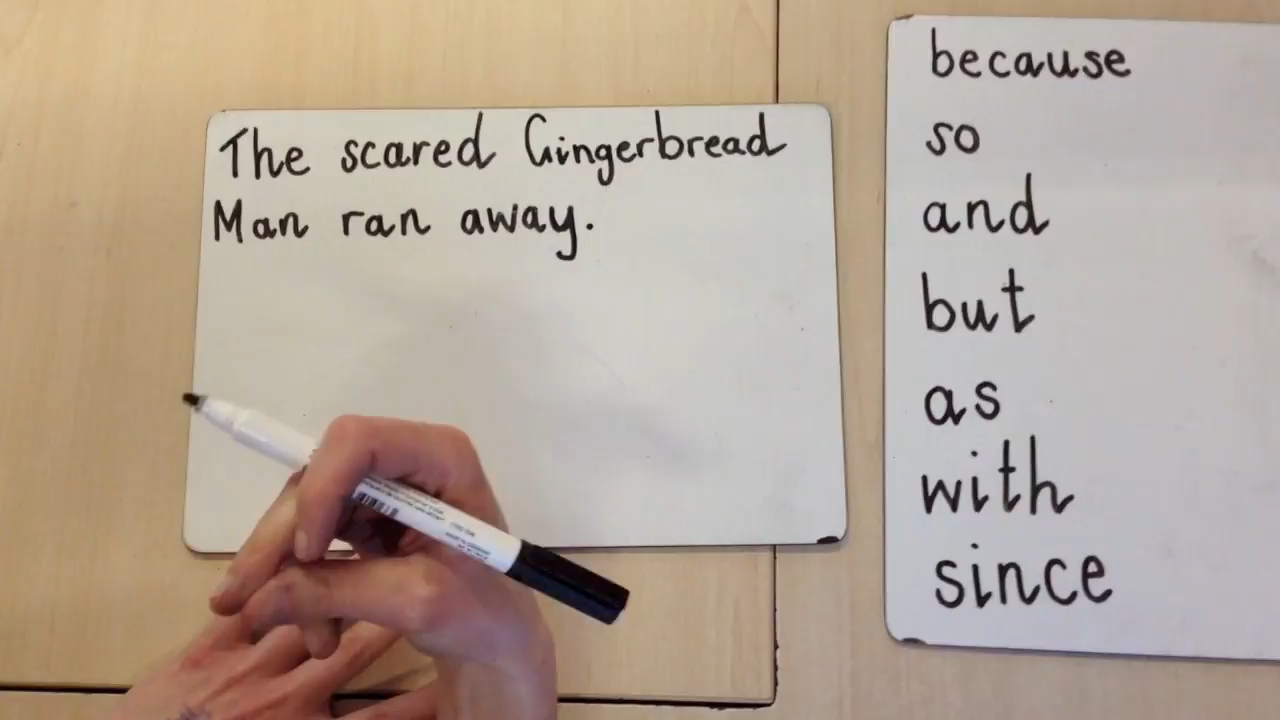 The scared Gingerbread
Man ran away.
because
so
and
but
as
with
since